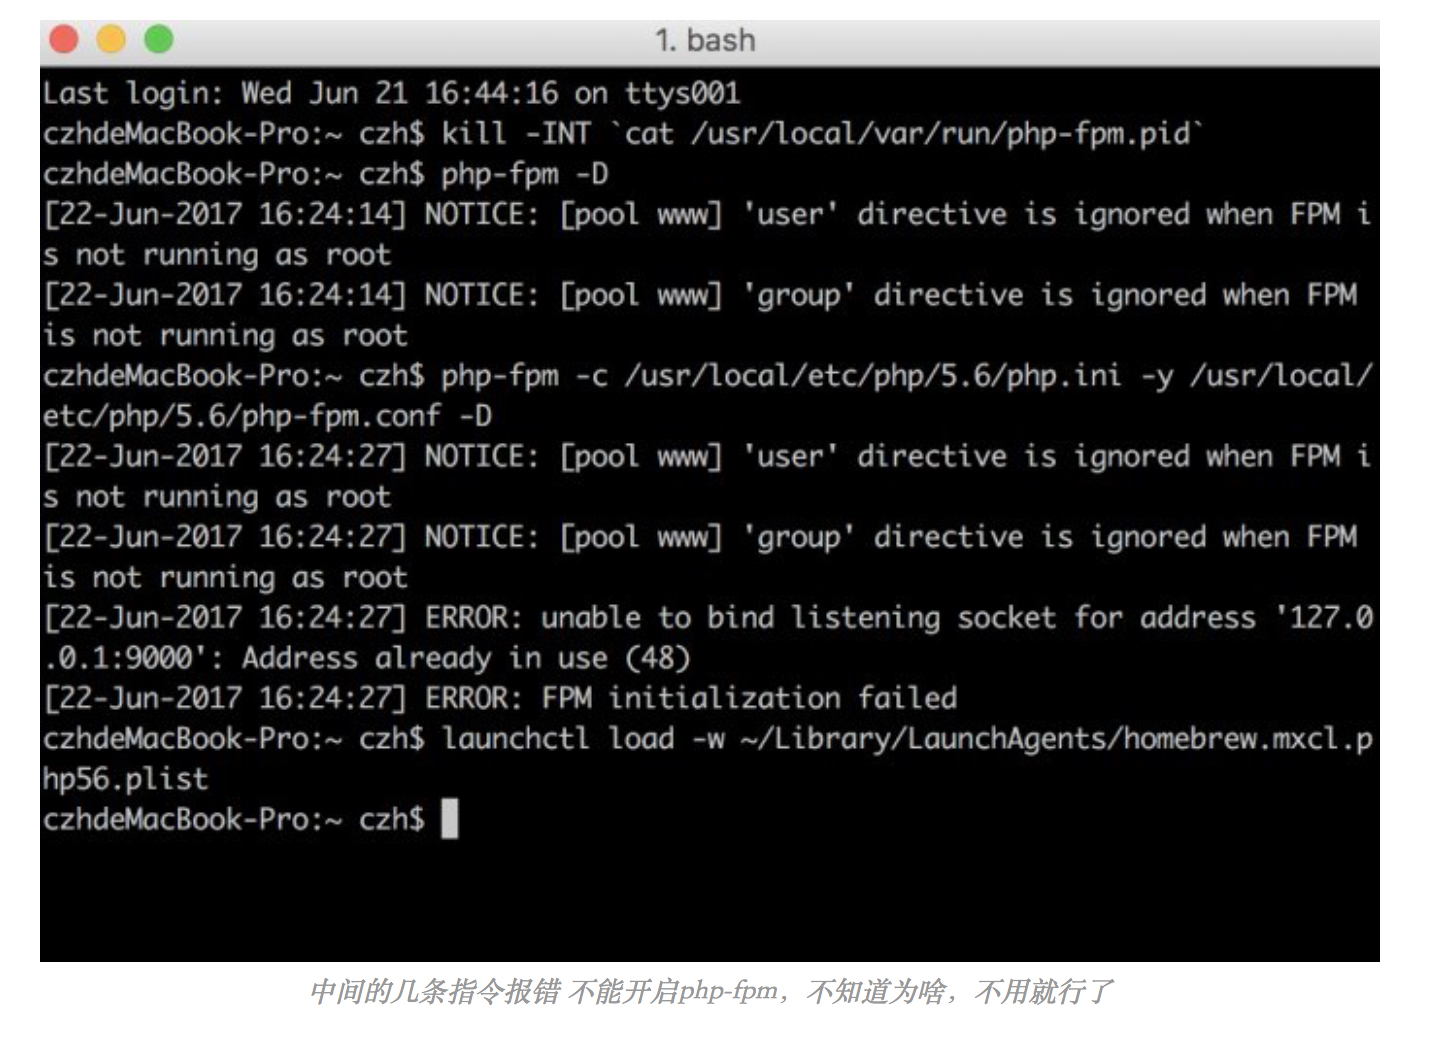 1. bash
Last login: Wed Jun 21 16:44:16 on ttys001
czhdeMacBook-Pro:~ czh$ kill -INT `cat /usr/local/var/run/php-fpm.pid`
czhdeMacBook-Pro:~ czh$ php-fpm -D
[22-Jun-2017 16:24:14] NOTICE: [pool www] 'user' directive is ignored when FPM i
s not running as root
[22-Jun-2017 16:24:14] NOTICE: [pool www] 'group' directive is ignored when FPM
is not running as root
czhdeMacBook-Pro:~ czh$ php-fpm -c /usr/local/etc/php/5.6/php.ini -y /usr/local/
etc/php/5.6/php-fpm.conf -D
[22-Jun-2017 16:24:27] NOTICE: [pool www] 'user' directive is ignored when FPM i
s not running as root
[22-Jun-2017 16:24:27] NOTICE: [pool www] 'group' directive is ignored when FPM
is not running as root
[22-Jun-2017 16:24:27] ERROR: unable to bind listening socket for address '127.0
.0.1:9000': Address already in use (48)
[22-Jun-2017 16:24:27] ERROR: FPM initialization failed
czhdeMacBook-Pro:~ czh$ launchctl load -w ~/Library/LaunchAgents/homebrew.mxcl.p
hp56.plist
czhdeMacBook-Pro:~ czh$
中间的几条指令报错 不能开启php-fpm，不知道为啥，不用就行了